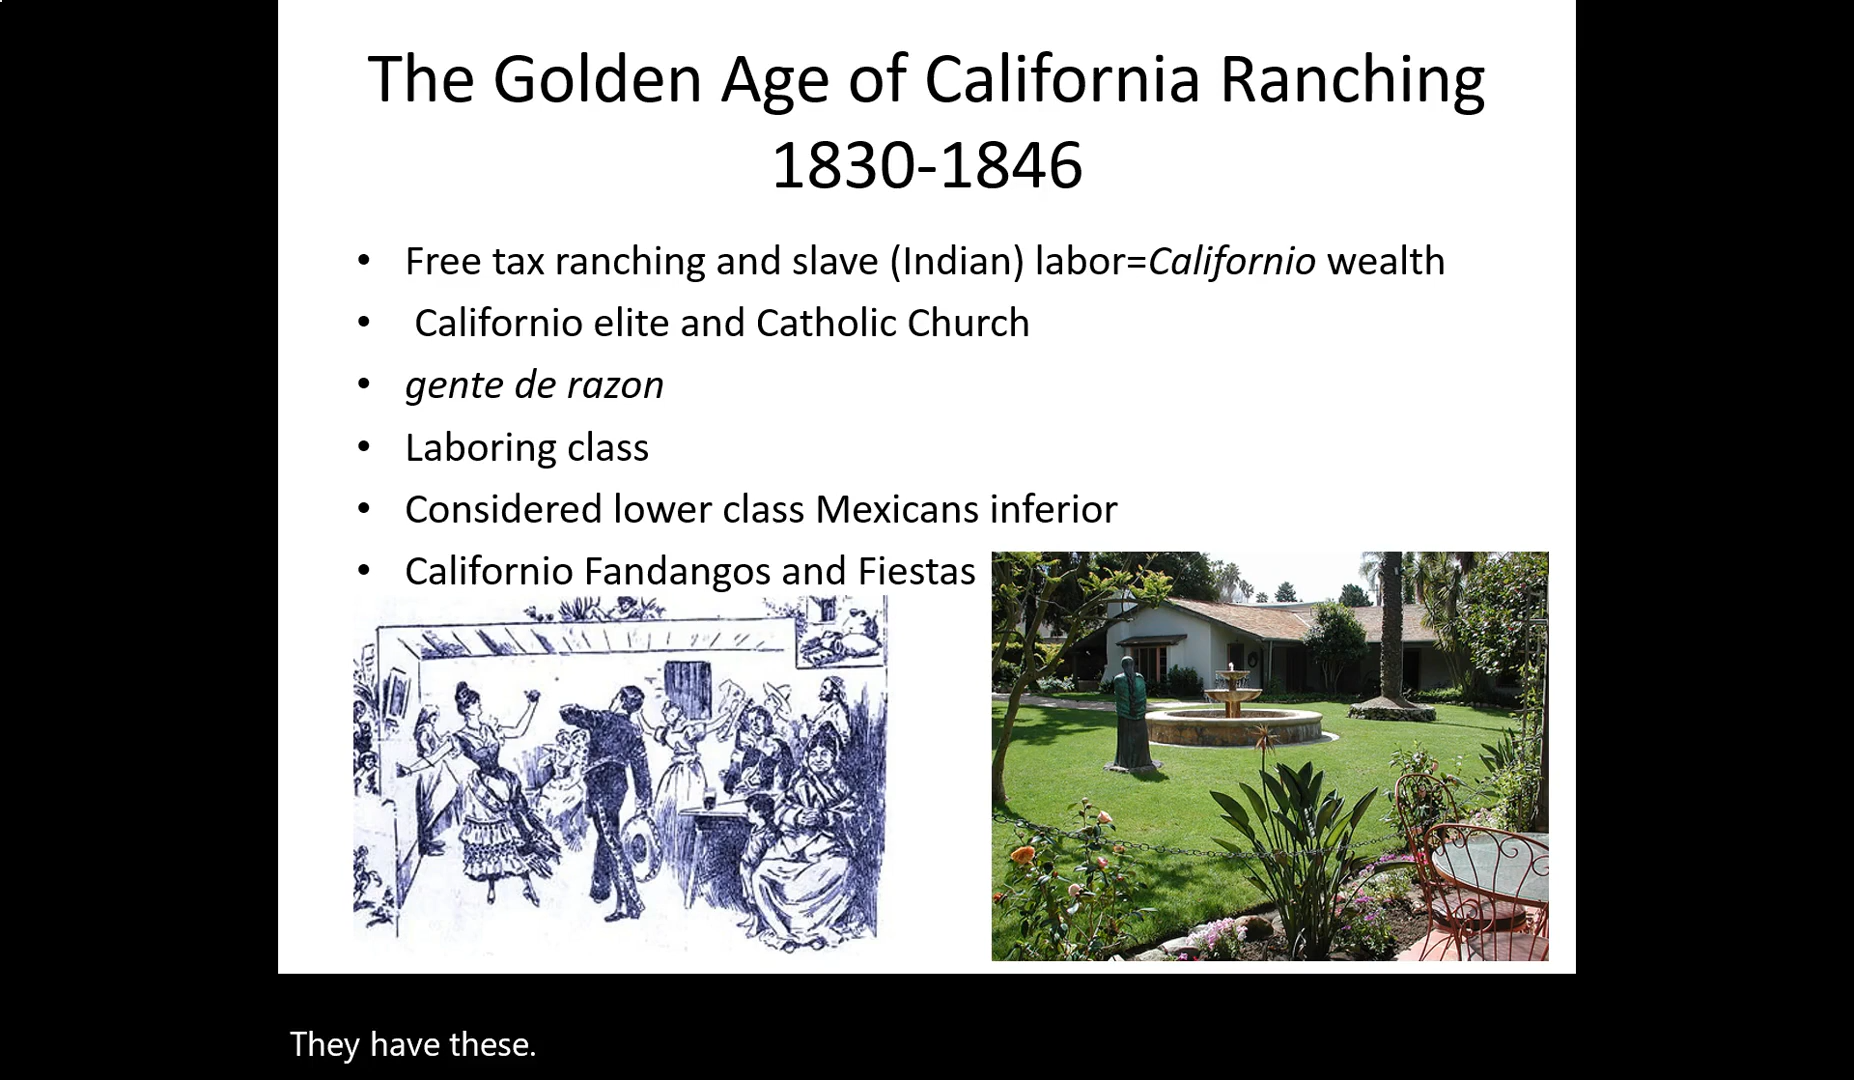 The Golden Age of California Ranching
1830-1846
• Free tax ranching and slave (Indian) labor=Californio wealth
• Californio elite and Catholic Church
• gente de razon
• Laboring class
• Considered lower class Mexicans inferior
• Californio Fandangos and Fiestas
They have these.